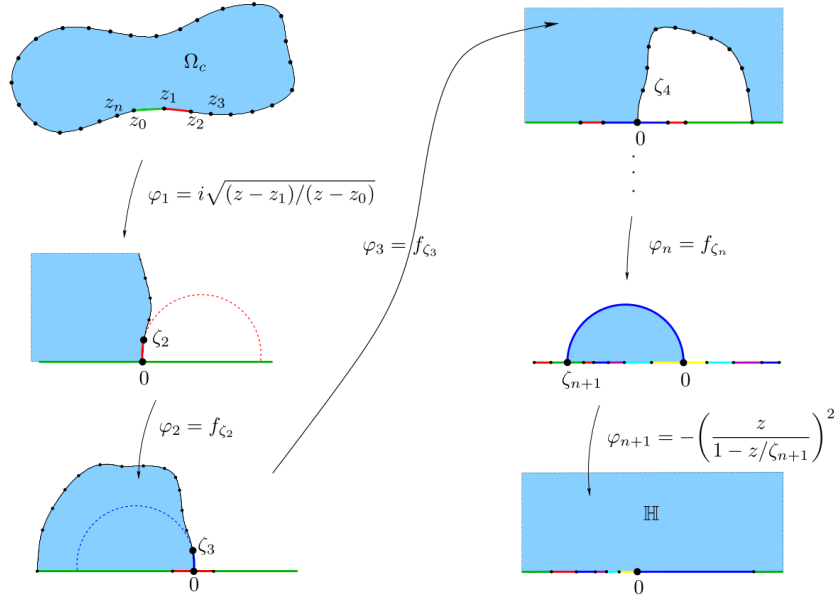 Ω_c
z_n z_1 z_3
z_0 z_2
φ_1 = i√((z − z_1)/(z − z_0))
ζ_2
0
φ_2 = f_{ζ_2}
ζ_3
0
φ_3 = f_{ζ_3}
ζ_4
0
φ_n = f_{ζ_n}
ζ_{n+1} 0
φ_{n+1} = −(z / (1 − z/ζ_{n+1}))^2
ℍ
0